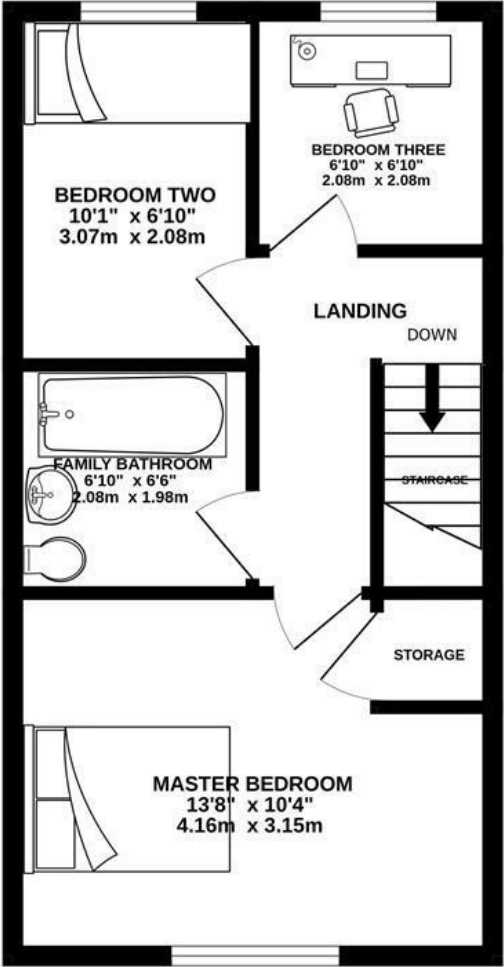 BEDROOM THREE
6'10" x 6'10"
2.08m x 2.08m
BEDROOM TWO
10'1" x 6'10"
3.07m x 2.08m
LANDING
DOWN
FAMILY BATHROOM
6'10" x 6'6"
2.08m x 1.98m
STAIRCASE
STORAGE
MASTER BEDROOM
13'8" x 10'4"
4.16m x 3.15m